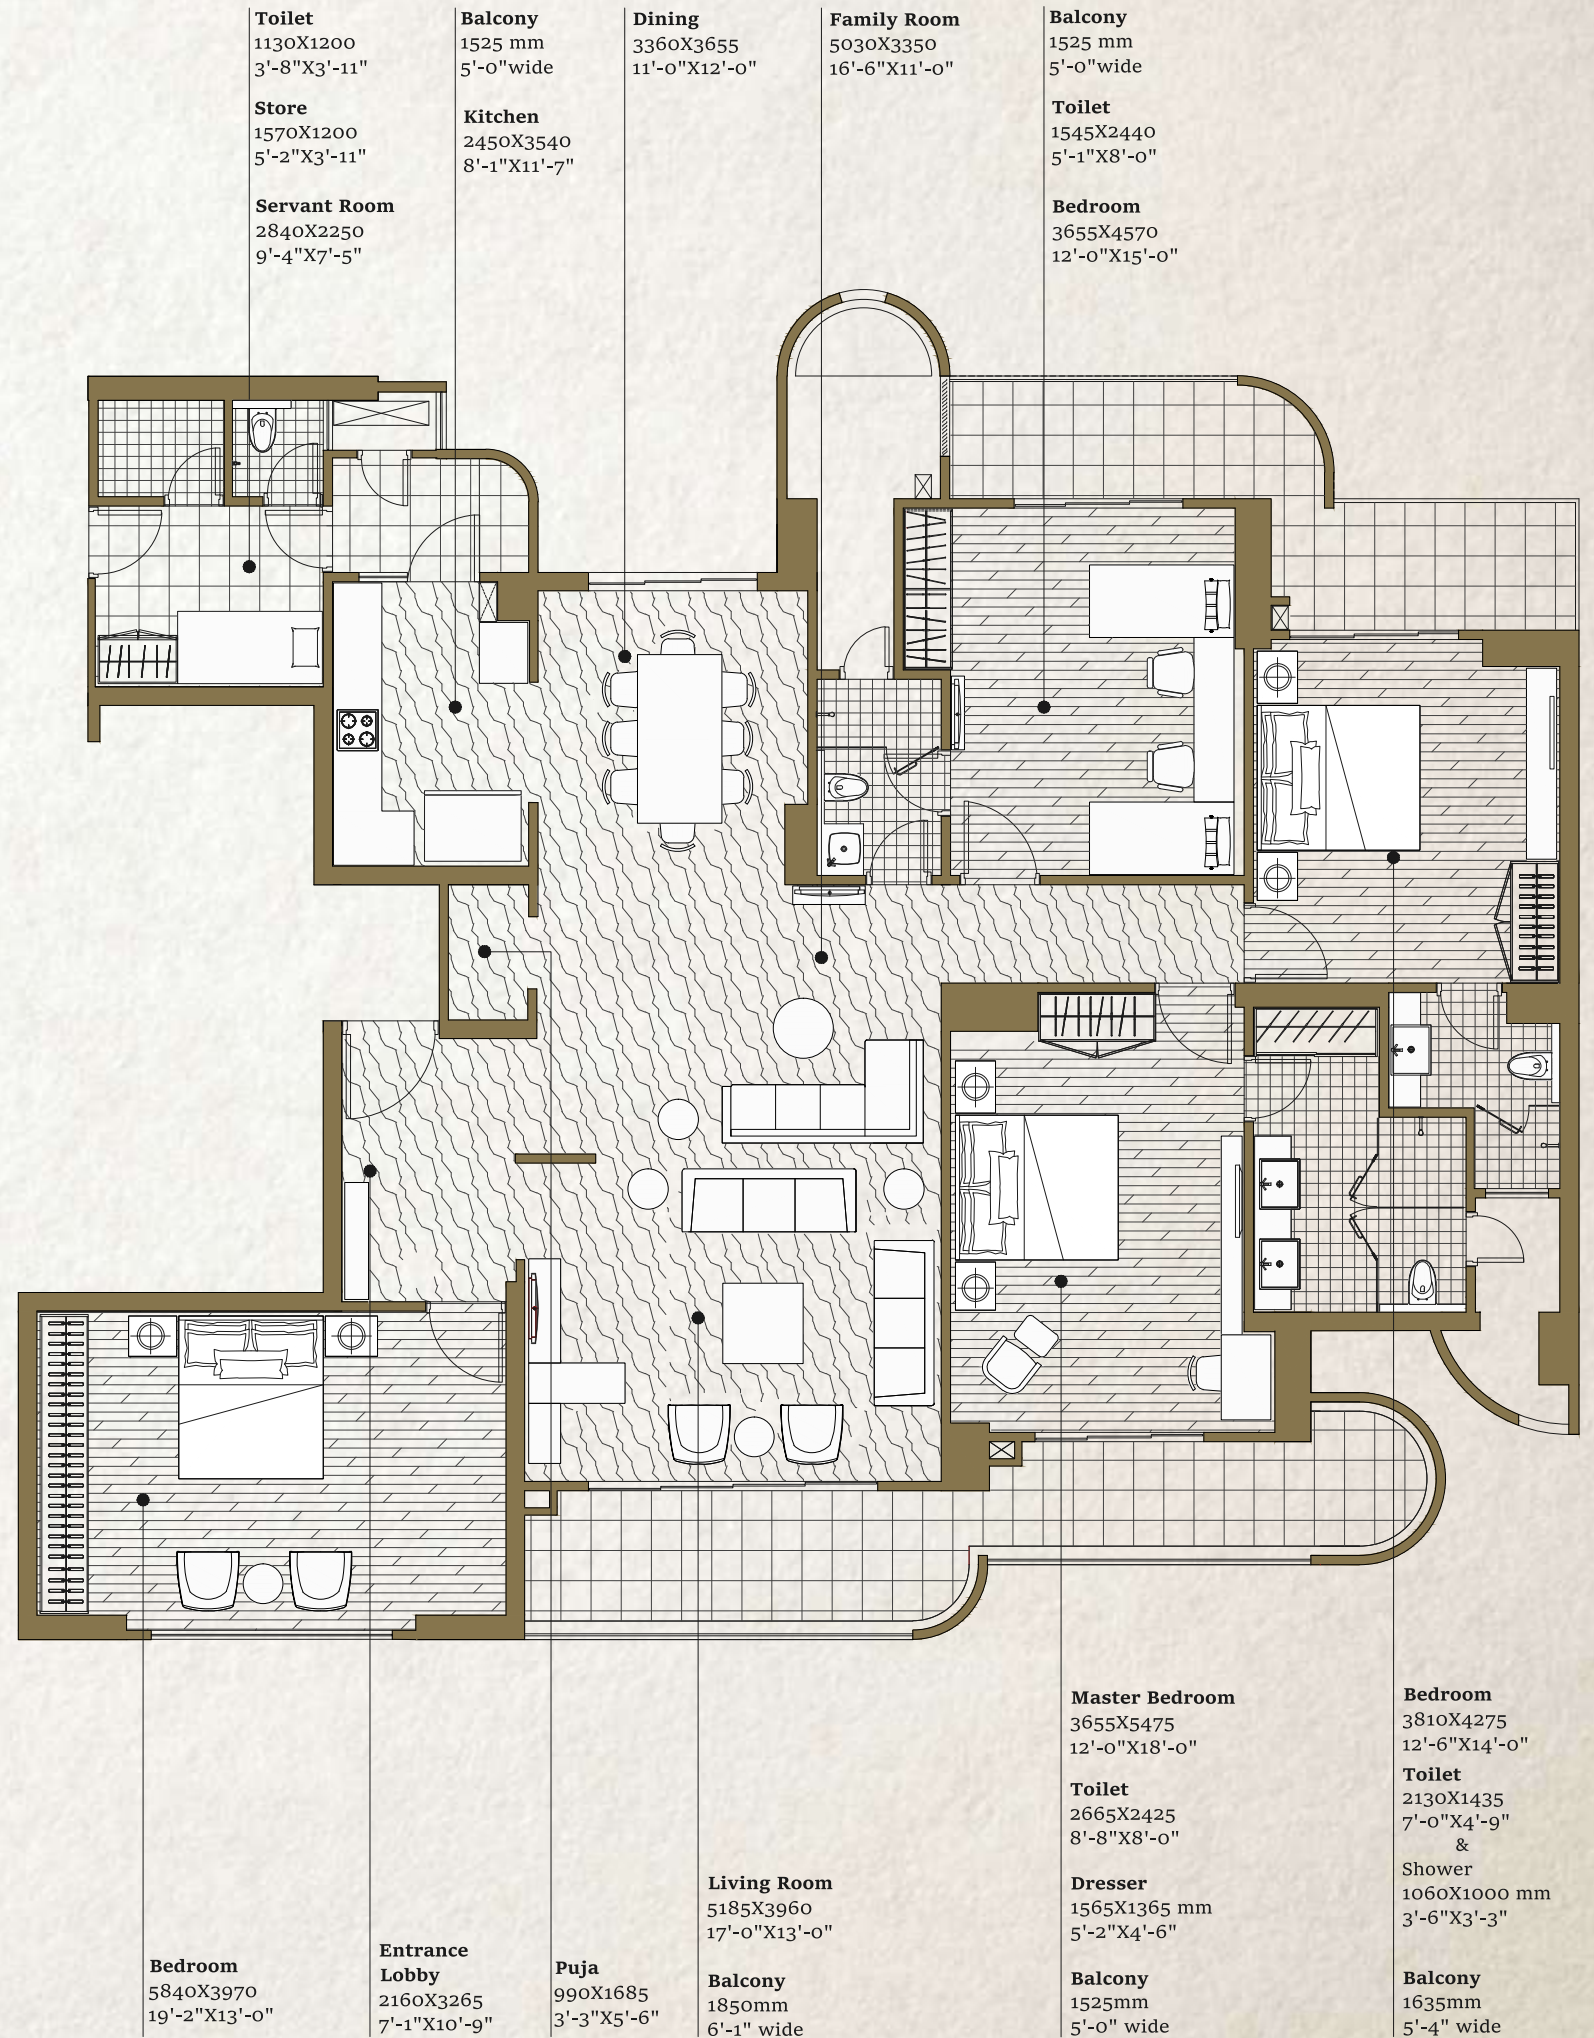 Toilet
1130X1200
3'-8"X3'-11"
Store
1570X1200
5'-2"X3'-11"
Servant Room
2840X2250
9'-4"X7'-5"
Balcony
1525 mm
5'-0"wide
Kitchen
2450X3540
8'-1"X11'-7"
Dining
3360X3655
11'-0"X12'-0"
Family Room
5030X3350
16'-6"X11'-0"
Balcony
1525 mm
5'-0"wide
Toilet
1545X2440
5'-1"X8'-0"
Bedroom
3655X4570
12'-0"X15'-0"
Bedroom
5840X3970
19'-2"X13'-0"
Entrance
Lobby
2160X3265
7'-1"X10'-9"
Puja
990X1685
3'-3"X5'-6"
Living Room
5185X3960
17'-0"X13'-0"
Balcony
1850mm
6'-1" wide
Master Bedroom
3655X5475
12'-0"X18'-0"
Toilet
2665X2425
8'-8"X8'-0"
Dresser
1565X1365 mm
5'-2"X4'-6"
Balcony
1525mm
5'-0" wide
Bedroom
3810X4275
12'-6"X14'-0"
Toilet
2130X1435
7'-0"X4'-9"
&
Shower
1060X1000 mm
3'-6"X3'-3"
Balcony
1635mm
5'-4" wide